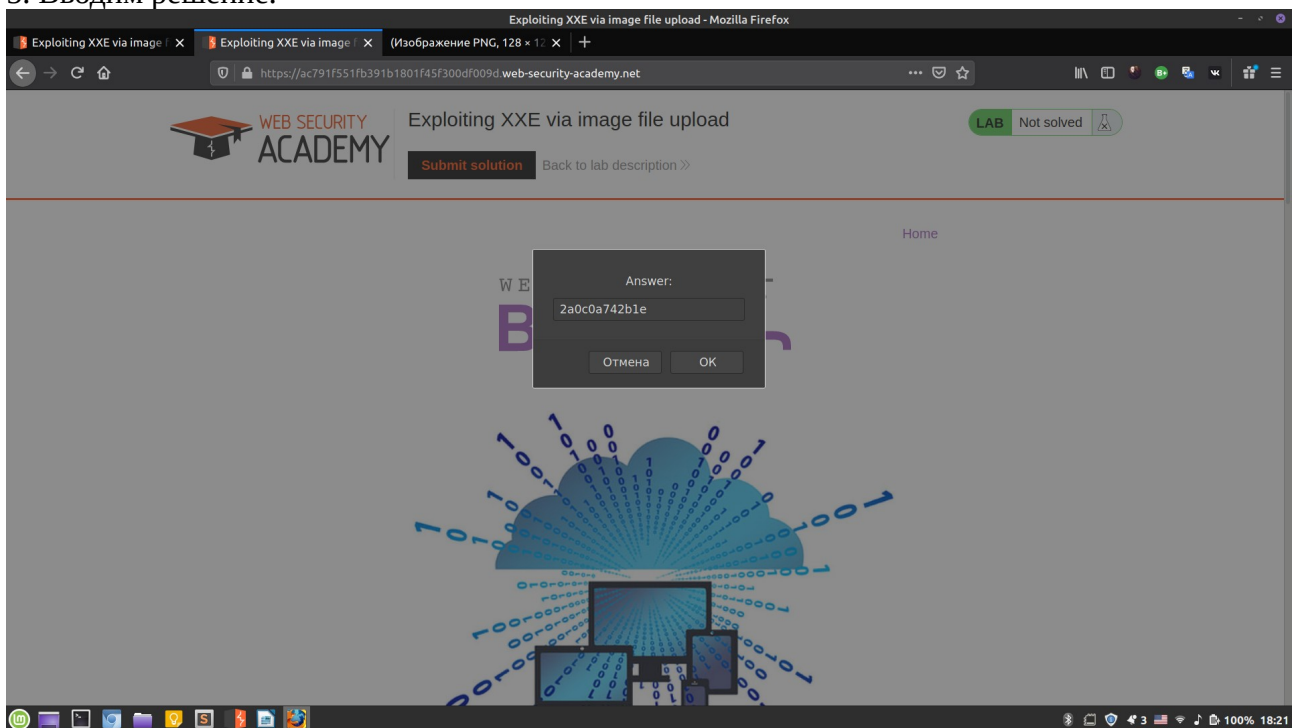 Exploiting XXE via image file upload - Mozilla Firefox
Exploiting XXE via image f
Exploiting XXE via image f
(Изображение PNG, 128 × 12
https://ac791f551fb391b1801f45f300df009d.web-security-academy.net
WEB SECURITY
ACADEMY
Exploiting XXE via image file upload
Submit solution
Back to lab description
LAB
Not solved
Home
WE
B
Answer:
2a0c0a742b1e
Отмена
OK
3
100%
18:21